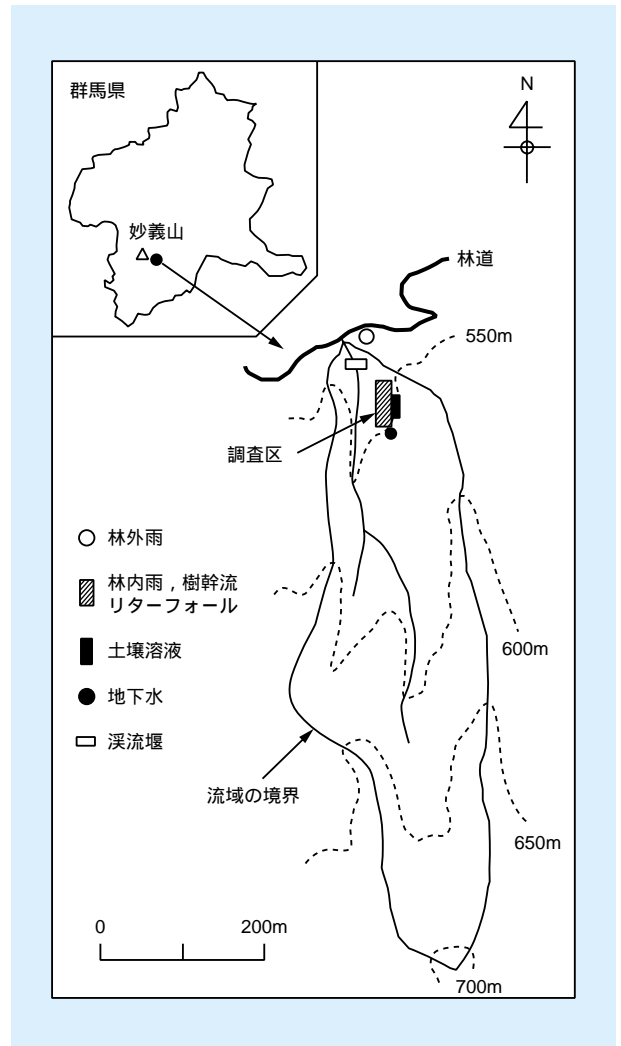 群馬県
妙義山
N
林道
550m
調査区
林外雨
林内雨，樹幹流
リターフォール
土壌溶液
地下水
渓流堰
600m
流域の境界
650m
0 200m
700m